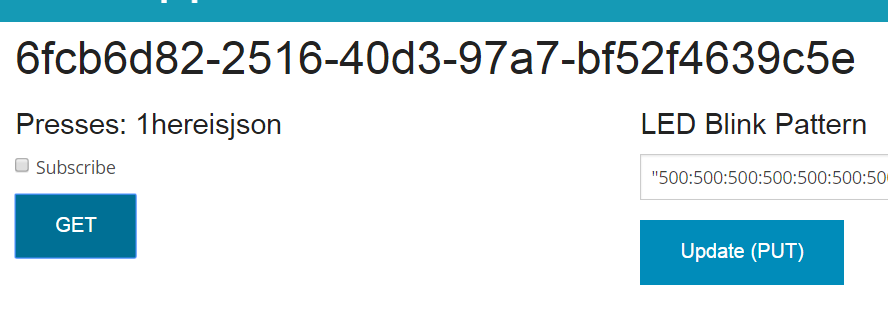 6fcb6d82-2516-40d3-97a7-bf52f4639c5e
Presses: 1hereisjson
Subscribe
GET
LED Blink Pattern
"500:500:500:500:500:500:500:50
Update (PUT)